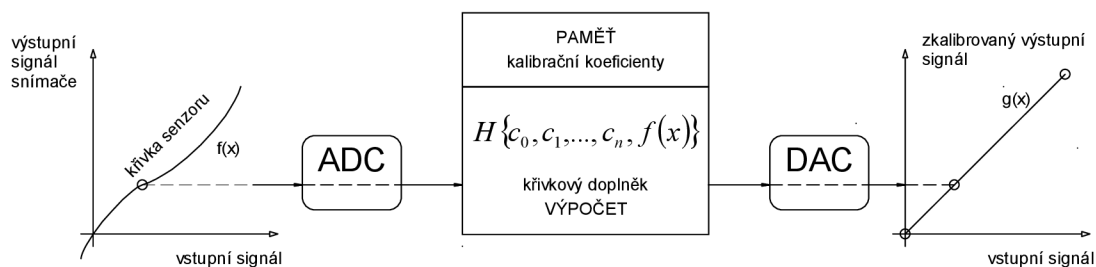 výstupní
signál
snímače
křivka senzoru
f(x)
vstupní signál
ADC
PAMĚŤ
kalibrační koeficienty
H{c₀, c₁,..., cₙ, f(x)}
křivkový doplněk
VÝPOČET
DAC
zkalibrovaný výstupní
signál
g(x)
vstupní signál